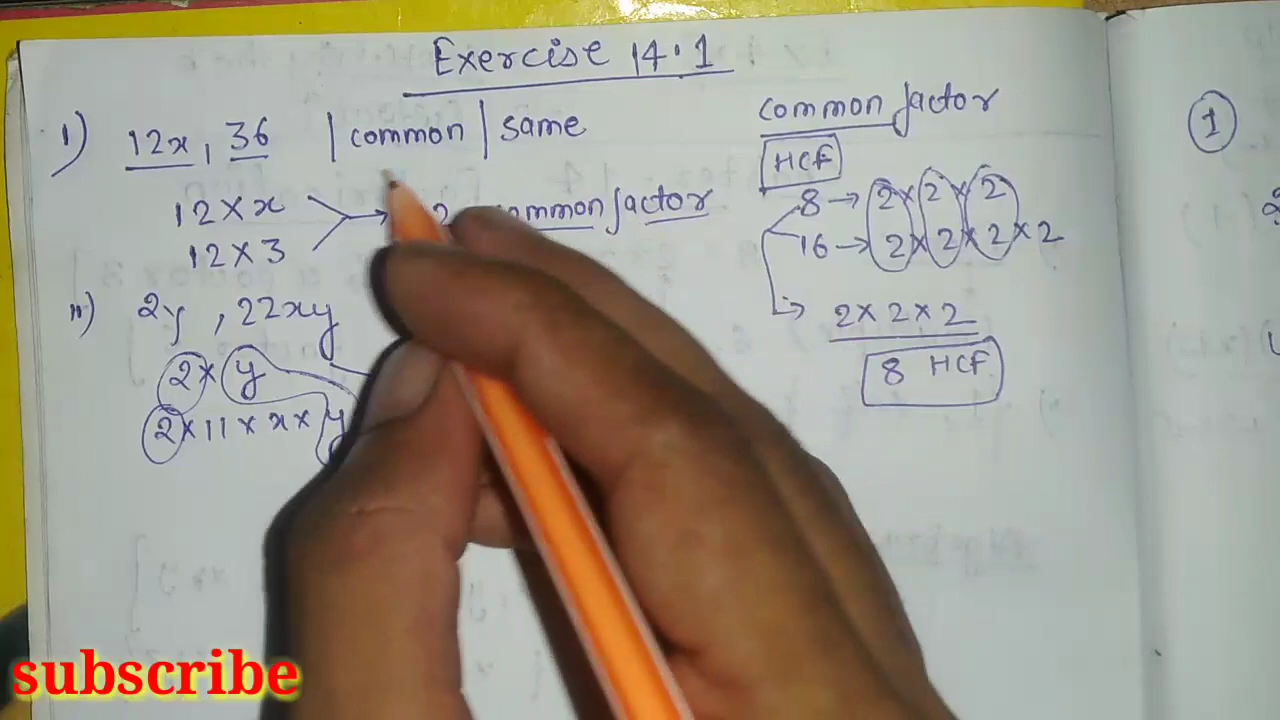 Exercise 14.1
1) 12x, 36 | common | same
12 × x
12 × 3
2 common factor
ii) 2y, 22xy
2 × y
2 × 11 × x × y
common factor
HCF
8 → 2 × 2 × 2
16 → 2 × 2 × 2 × 2
→ 2 × 2 × 2
8 HCF
1
subscribe